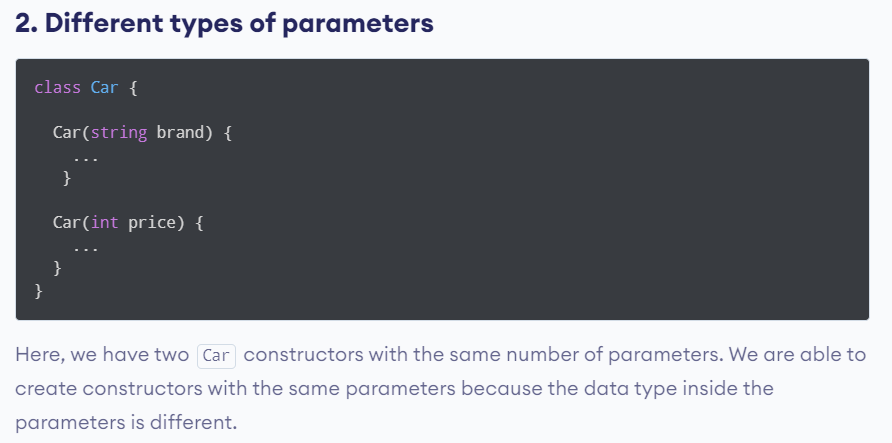 2. Different types of parameters
class Car {
Car(string brand) {
...
}
Car(int price) {
...
}
}
Here, we have two Car constructors with the same number of parameters. We are able to
create constructors with the same parameters because the data type inside the
parameters is different.